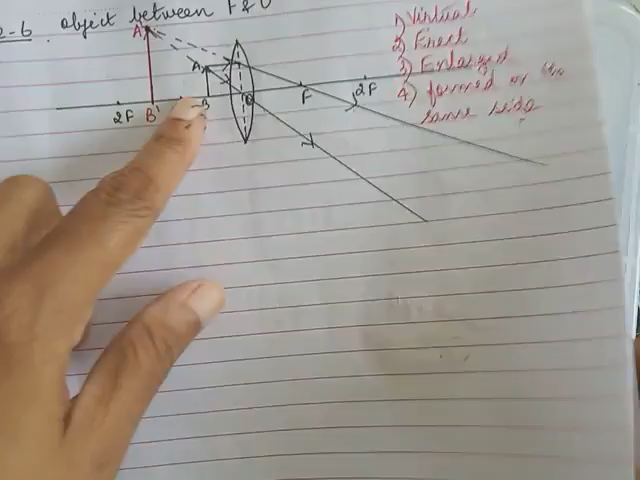 object between F & O
1) Virtual
2) Erect
3) Enlarged
4) formed on the
same side
A'
A
2F B' B O F 2F